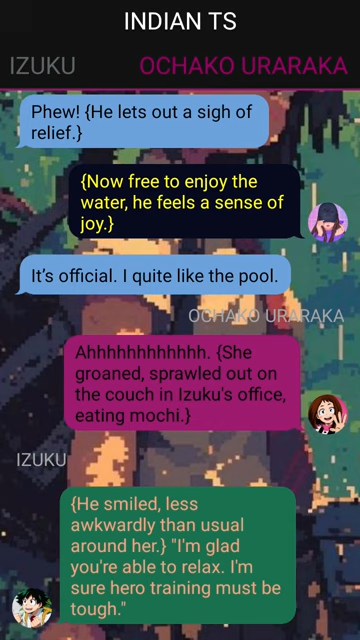 INDIAN TS
IZUKU
OCHAKO URARAKA
Phew! {He lets out a sigh of
relief.}
{Now free to enjoy the
water, he feels a sense of
joy.}
It's official. I quite like the pool.
OCHAKO URARAKA
Ahhhhhhhhhhhh. {She
groaned, sprawled out on
the couch in Izuku's office,
eating mochi.}
IZUKU
{He smiled, less
awkwardly than usual
around her.} "I'm glad
you're able to relax. I'm
sure hero training must be
tough."